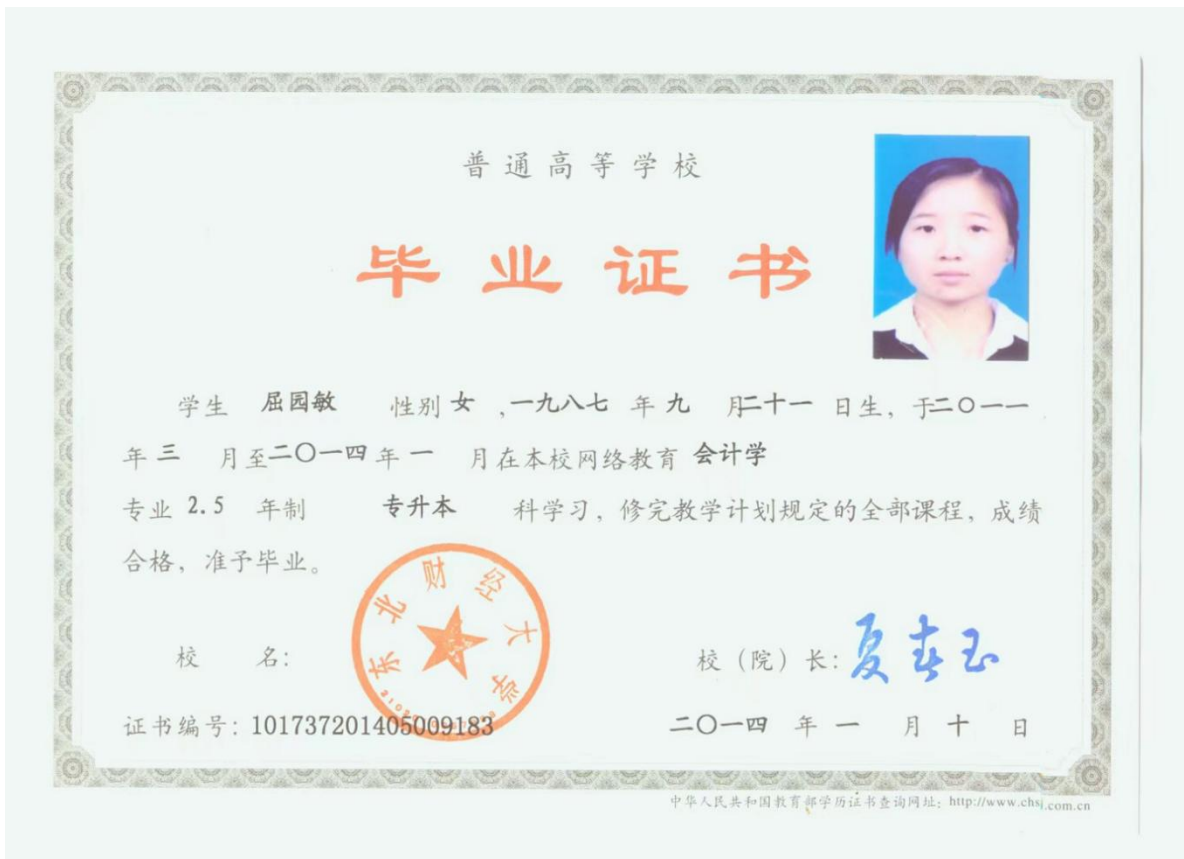 普通高等学校
毕业证书
学生 屈园敏 性别 女 ,一九八七 年 九 月二十一 日生，于二〇一一
年 三 月至二〇一四 年 一 月在本校网络教育 会计学
专业 2.5 年制 专升本 科学习，修完教学计划规定的全部课程，成绩
合格，准予毕业。
东北财经大学
校 名：
校（院）长：夏春玉
证书编号：101737201405009183
二〇一四 年 一 月 十 日
中华人民共和国教育部学历证书查询网址：http://www.chsj.com.cn